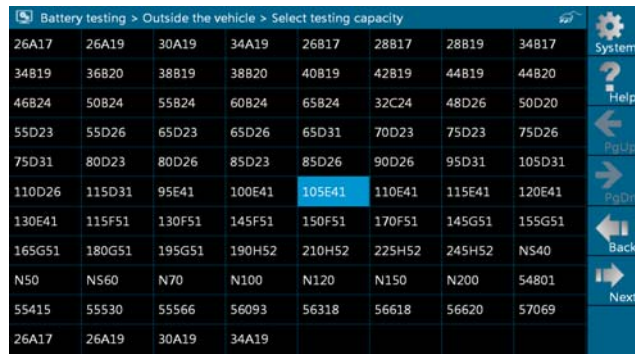 Battery testing > Outside the vehicle > Select testing capacity
26A17 26A19 30A19 34A19 26B17 28B17 28B19 34B17
System
34B19 36B20 38B19 38B20 40B19 42B19 44B19 44B20
Help
46B24 50B24 55B24 60B24 65B24 32C24 48D26 50D20
55D23 55D26 65D23 65D26 65D31 70D23 75D23 75D26
PgUp
75D31 80D23 80D26 85D23 85D26 90D26 95D31 105D31
110D26 115D31 95E41 100E41 105E41 110E41 115E41 120E41
PgDn
130E41 115F51 130F51 145F51 150F51 170F51 145G51 155G51
165G51 180G51 195G51 190H52 210H52 225H52 245H52 NS40
Back
N50 NS60 N70 N100 N120 N150 N200 54801
Next
55415 55530 55566 56093 56318 56618 56620 57069
26A17 26A19 30A19 34A19